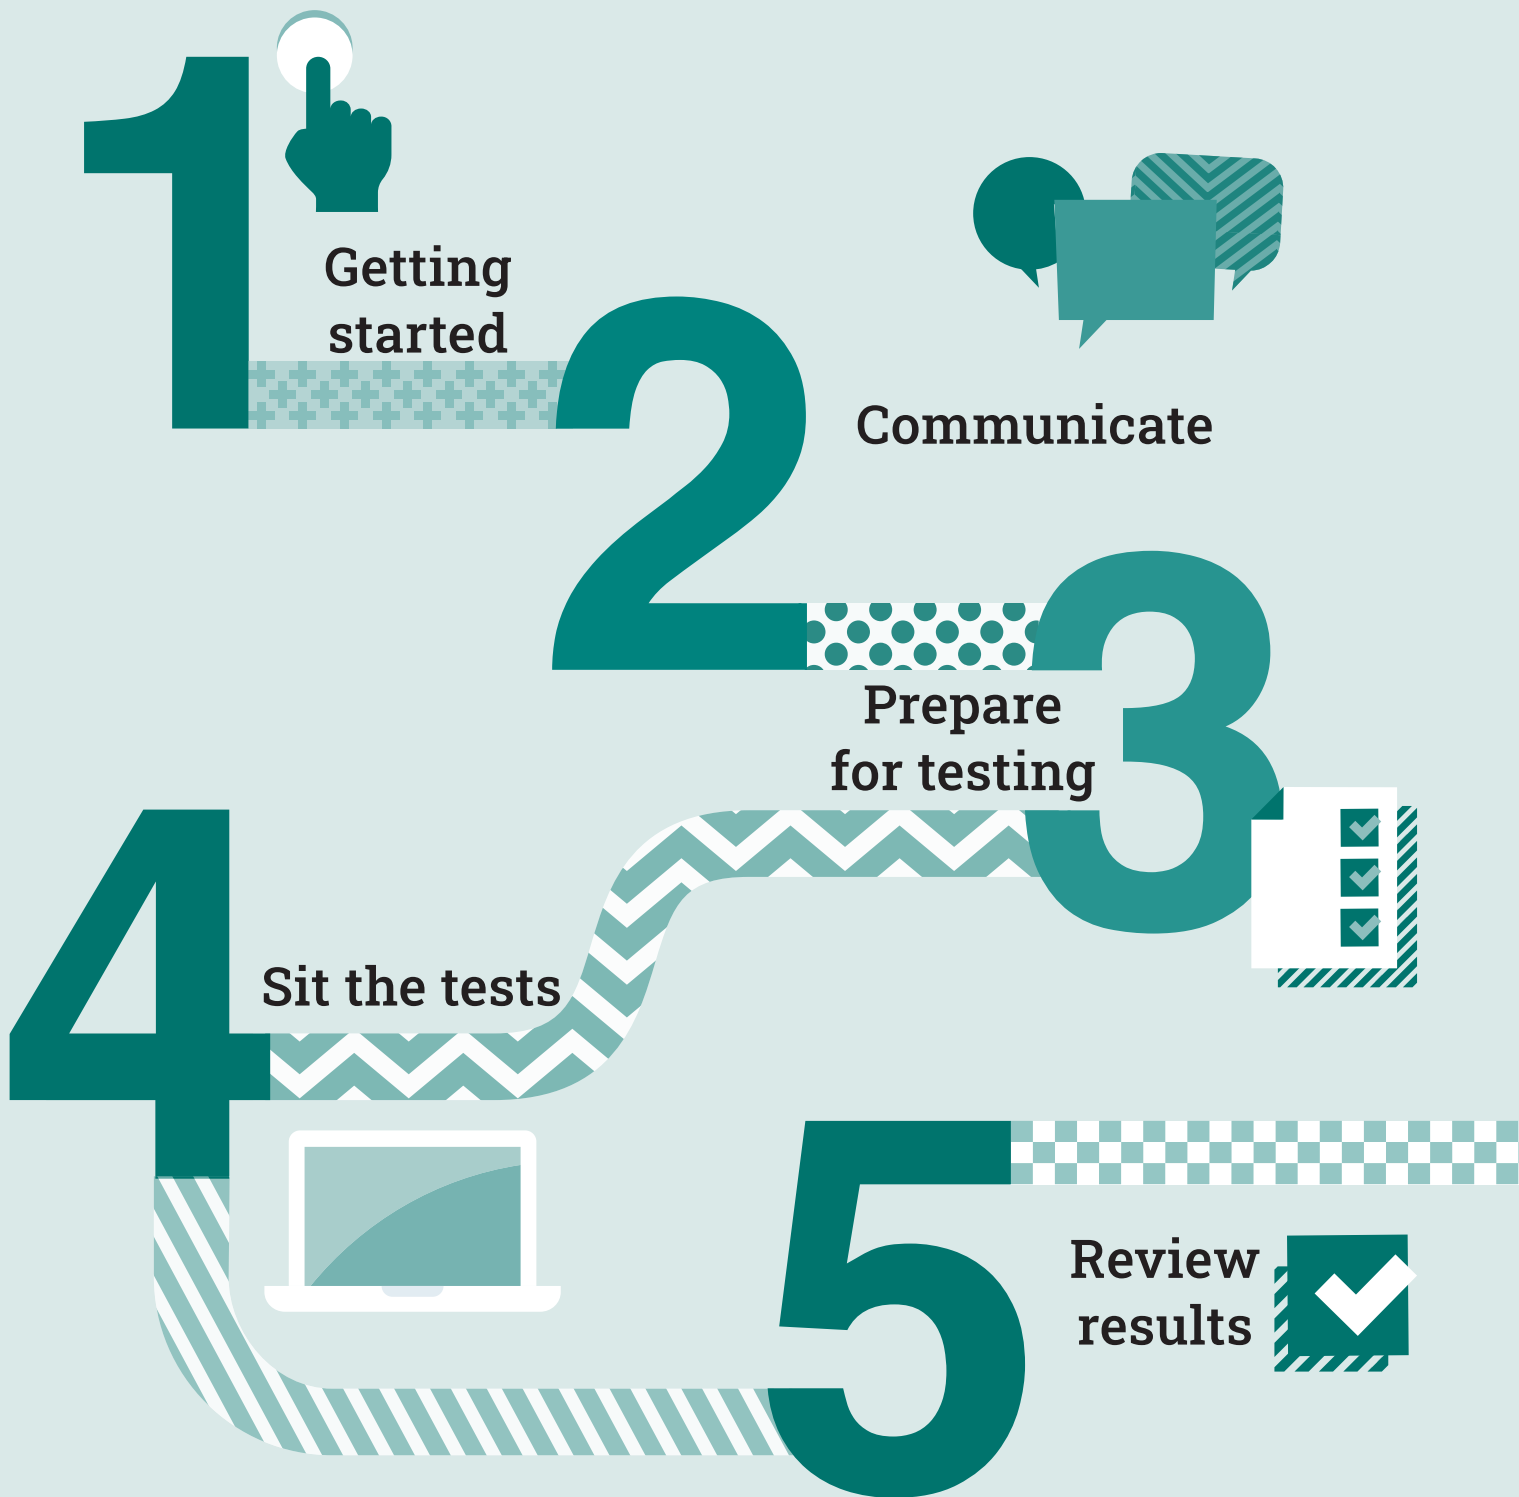 1
Getting
started
2
Communicate
3
Prepare
for testing
4
Sit the tests
5
Review
results